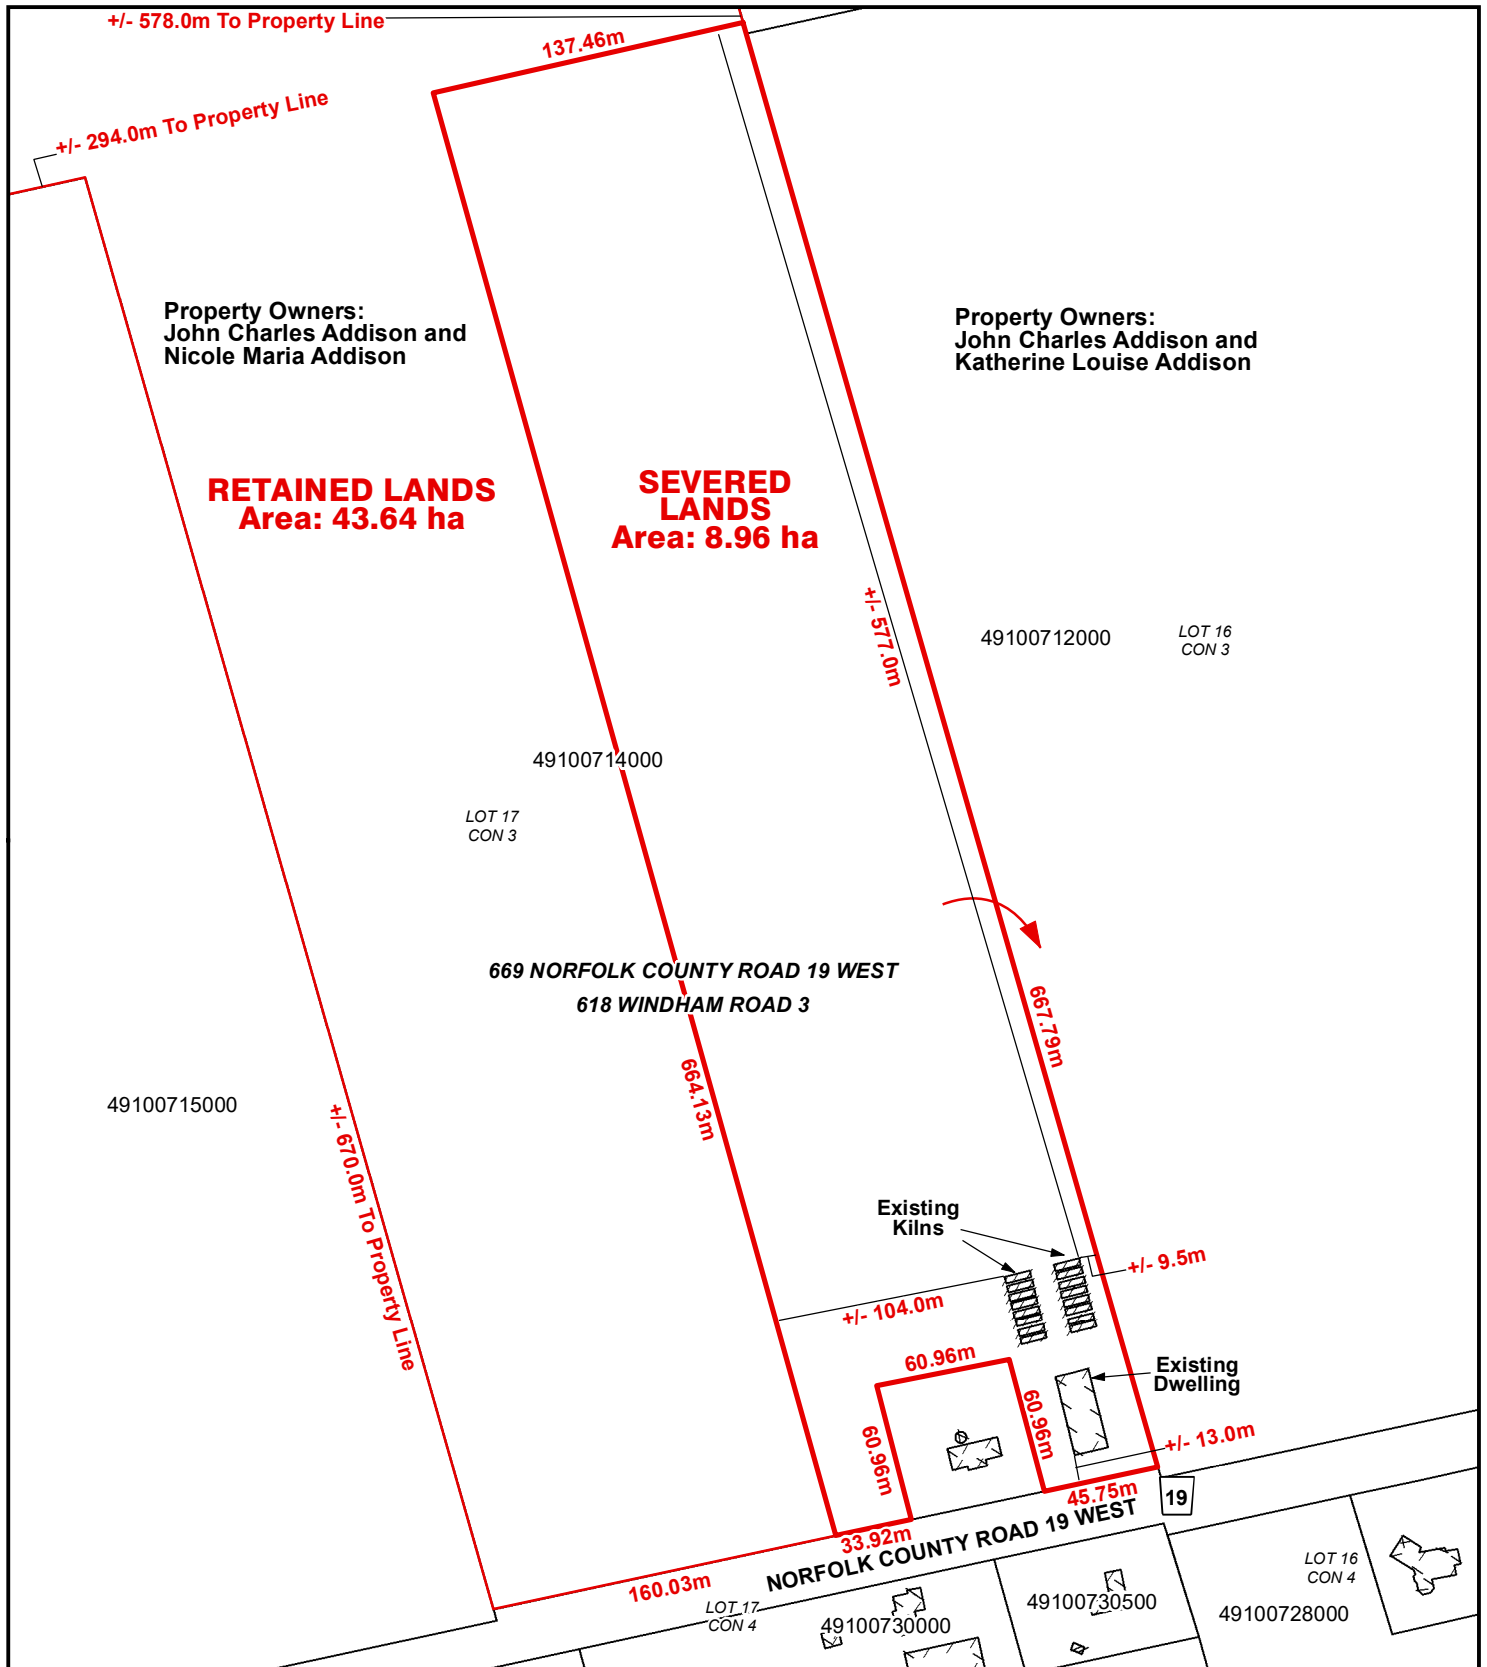 +/- 578.0m To Property Line
137.46m
+/- 294.0m To Property Line
Property Owners:
John Charles Addison and
Nicole Maria Addison
Property Owners:
John Charles Addison and
Katherine Louise Addison
RETAINED LANDS
Area: 43.64 ha
SEVERED
LANDS
Area: 8.96 ha
+/- 577.0m
49100712000
LOT 16
CON 3
49100714000
LOT 17
CON 3
669 NORFOLK COUNTY ROAD 19 WEST
618 WINDHAM ROAD 3
667.79m
664.13m
49100715000
+/- 670.0m To Property Line
Existing
Kilns
+/- 9.5m
+/- 104.0m
60.96m
Existing
Dwelling
60.96m
60.96m
+/- 13.0m
45.75m
19
33.92m
NORFOLK COUNTY ROAD 19 WEST
160.03m
LOT 17
CON 4
49100730000
49100730500
LOT 16
CON 4
49100728000